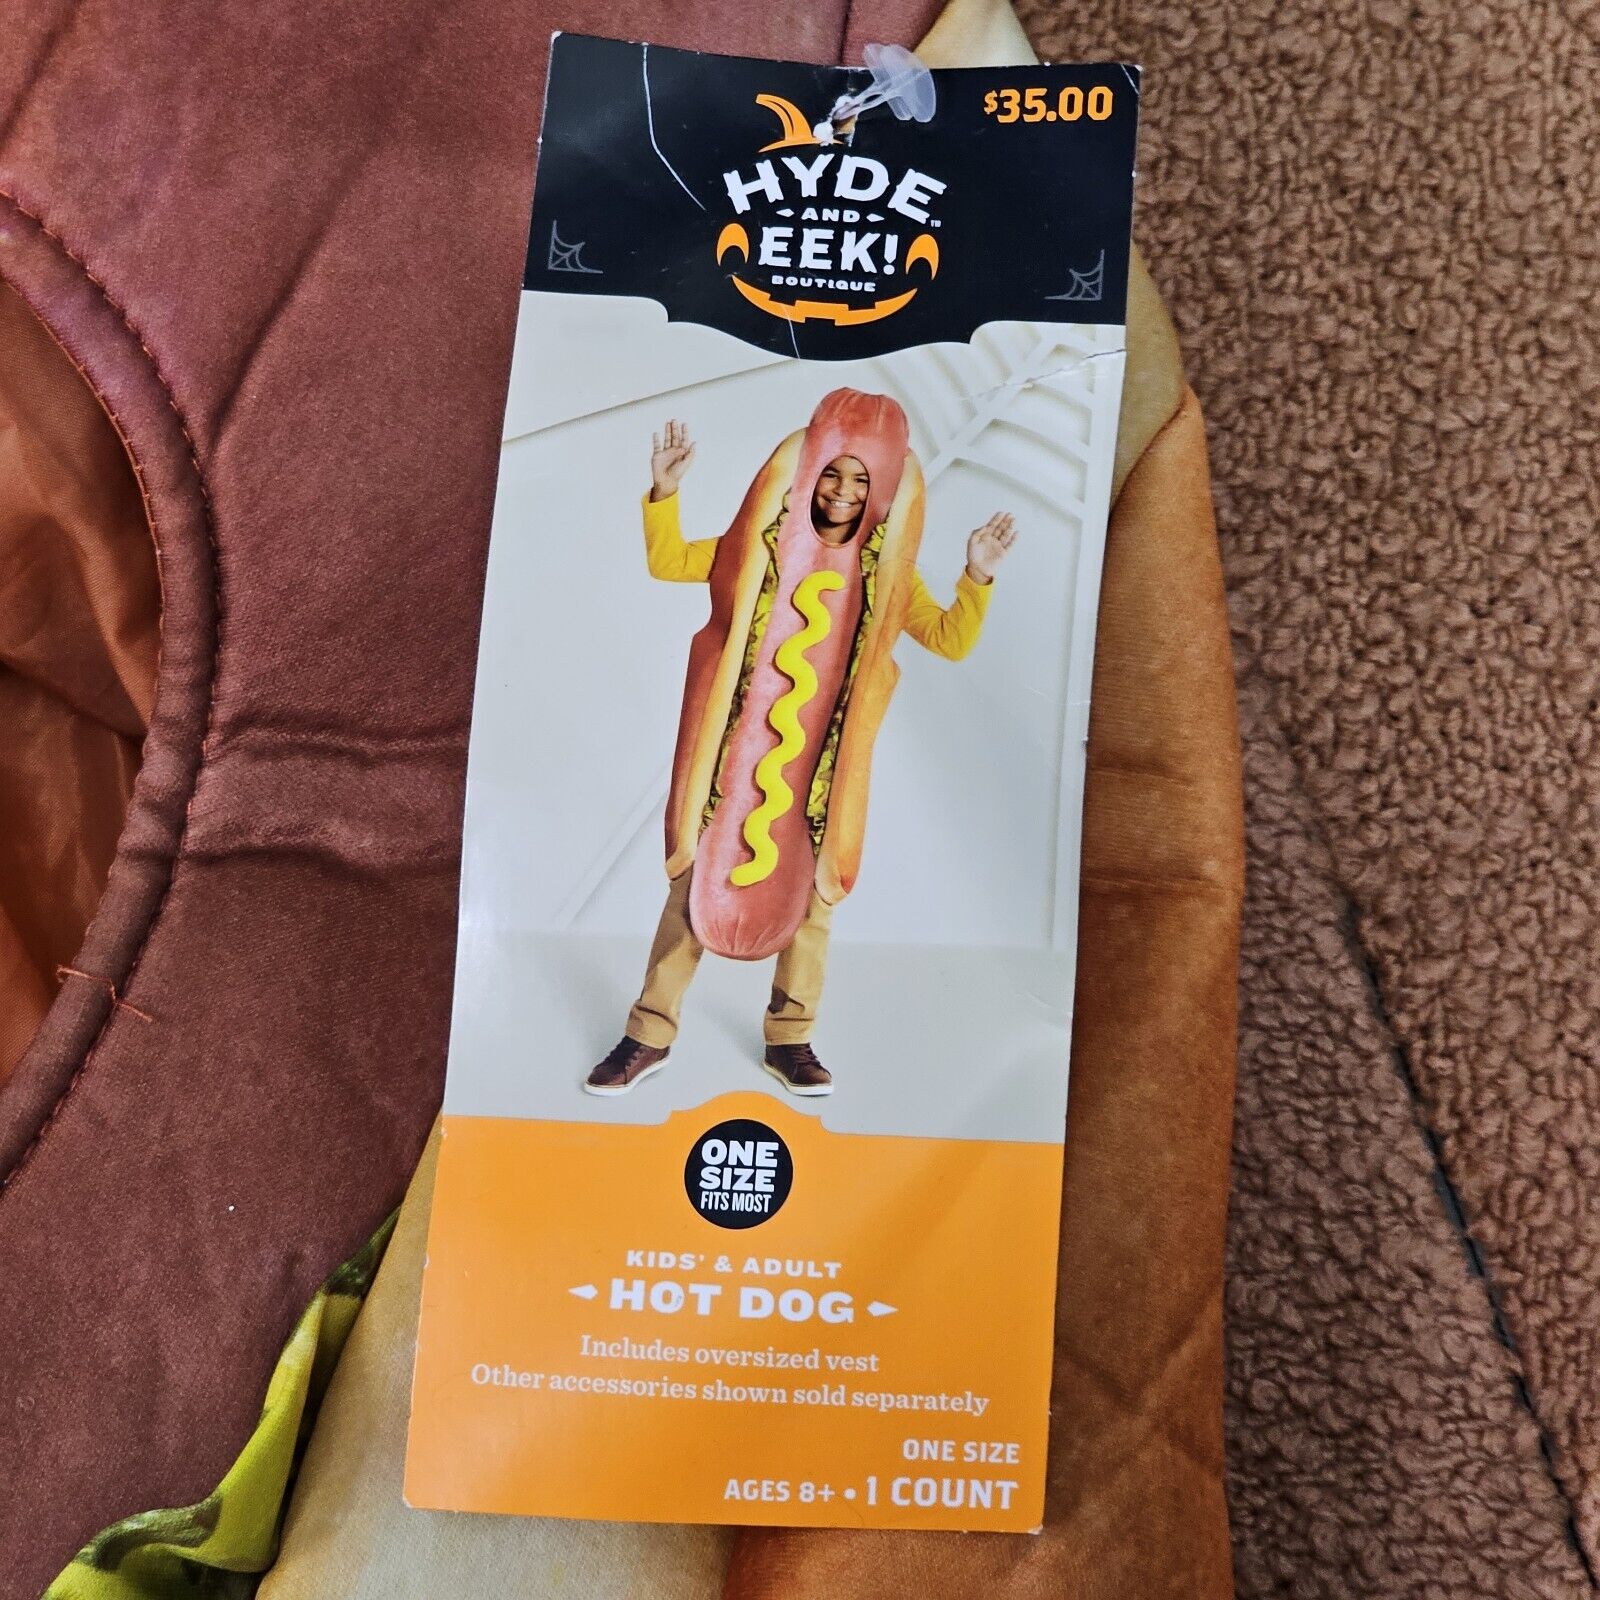 $35.00
HYDE
AND
EEK!
BOUTIQUE
ONE
SIZE
FITS MOST
KIDS' & ADULT
HOT DOG
Includes oversized vest
Other accessories shown sold separately
ONE SIZE
AGES 8+ • 1 COUNT